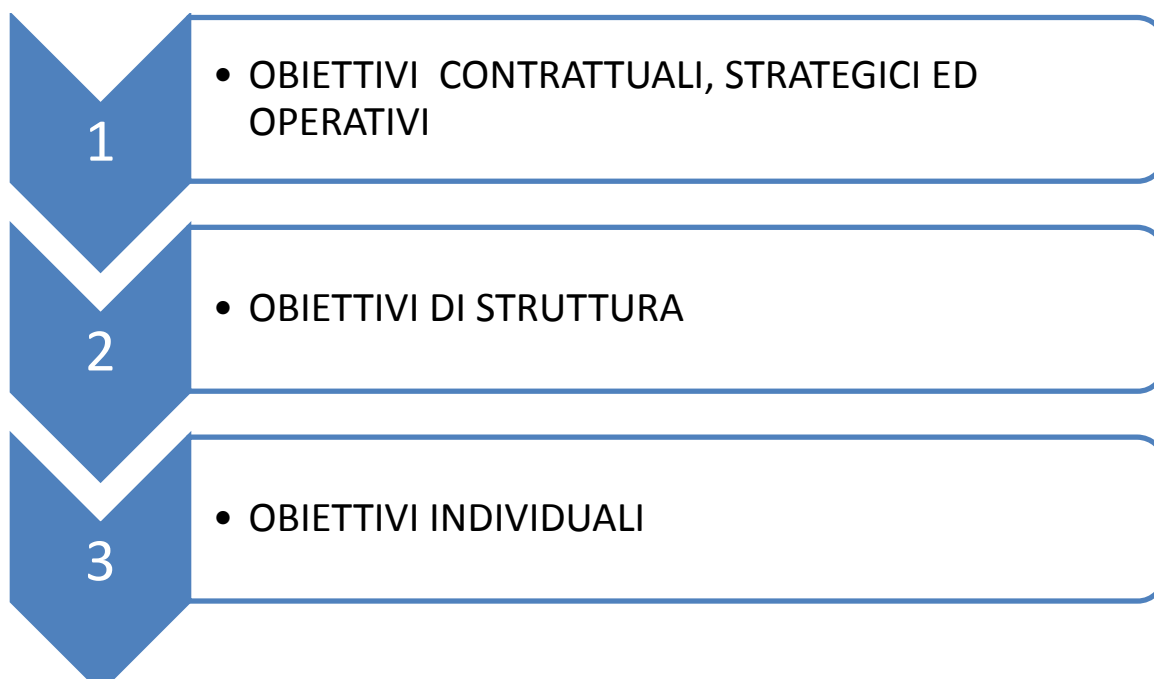 1
• OBIETTIVI CONTRATTUALI, STRATEGICI ED
OPERATIVI
2
• OBIETTIVI DI STRUTTURA
3
• OBIETTIVI INDIVIDUALI